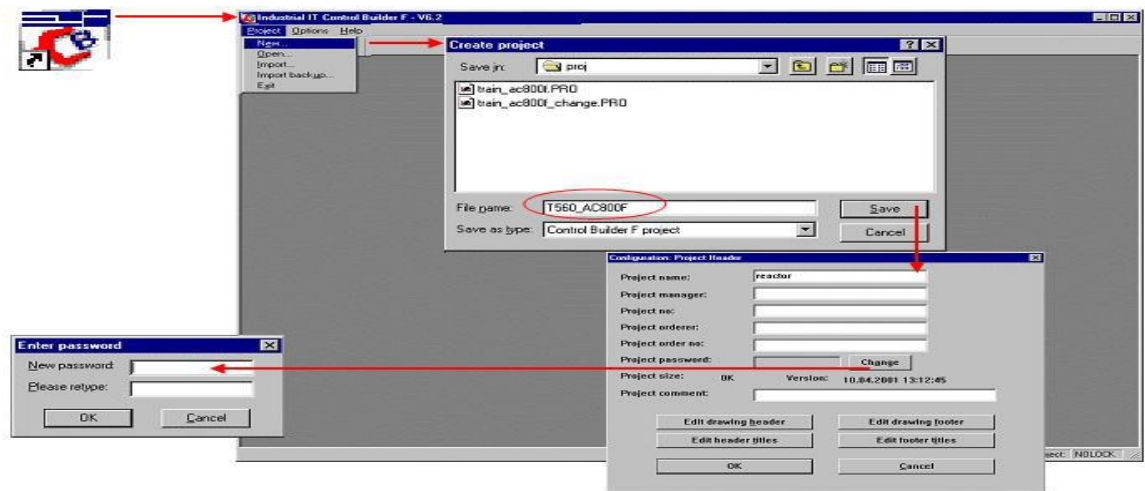 Industrial IT Control Builder F - V6.2
Project Options Help
New...
Open...
Import...
Import backup...
Exit
Create project
Save in: proj
train_ac800f.PRO
train_ac800f_change.PRO
File name: T560_AC800F Save
Save as type: Control Builder F project Cancel
Configuration: Project Header
Project name: reactor
Project manager:
Project no:
Project orderer:
Project order no:
Project password: Change
Project size: 0K Version: 10.04.2001 13:12:45
Project comment:
Edit drawing header Edit drawing footer
Edit header titles Edit footer titles
OK Cancel
Enter password
New password:
Please retype:
OK Cancel
NOLOCK